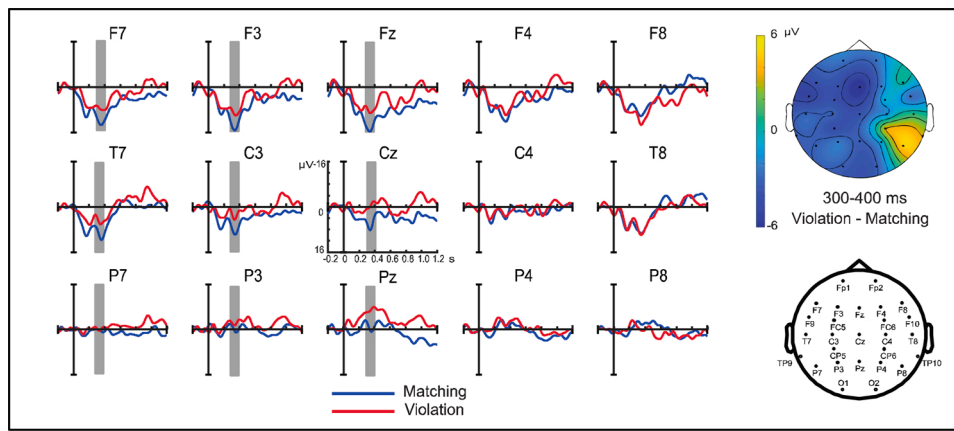 F7 F3 Fz F4 F8
T7 C3 Cz C4 T8
µV -16
0
16
-0.2 0 0.2 0.4 0.6 0.8 1.0 1.2 s
P7 P3 Pz P4 P8
Matching
Violation
6 µV
0
-6
300-400 ms
Violation - Matching
Fp1 Fp2
F7 F3 Fz F4 F8
F9 FC5 FC6 F10
T7 C3 Cz C4 T8
TP9 CP5 CP6 TP10
P7 P3 Pz P4 P8
O1 O2